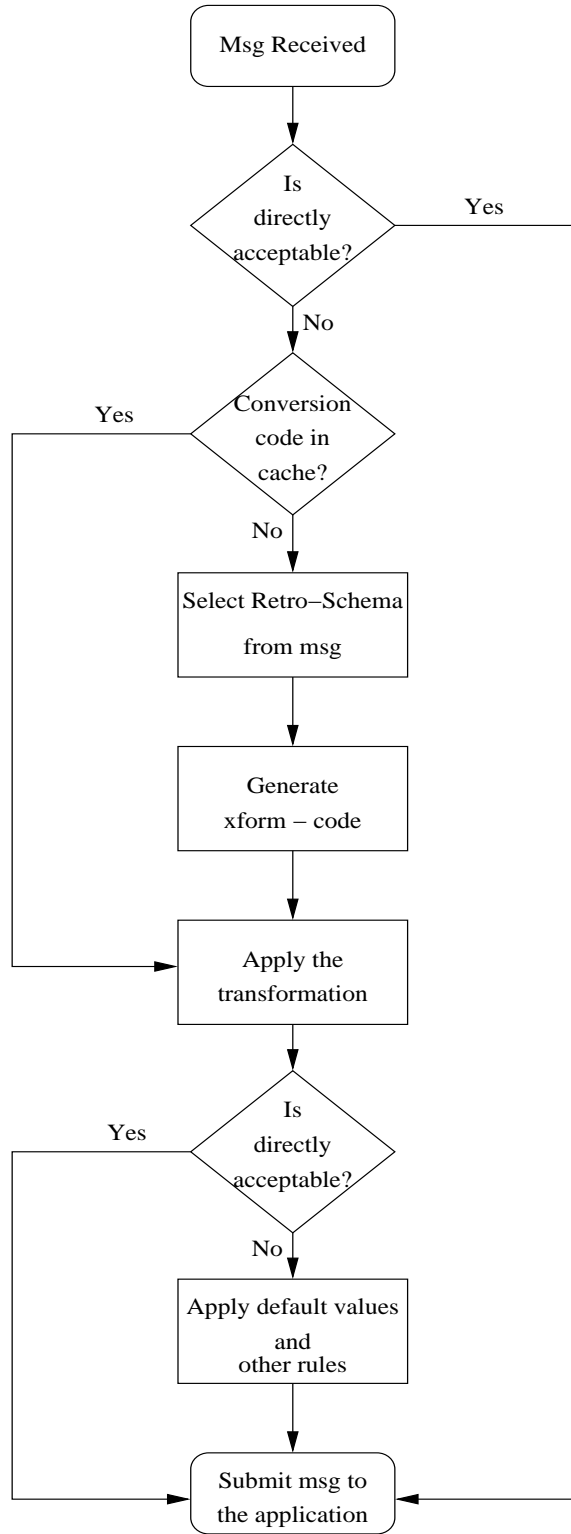 Msg Received
Is
directly
acceptable?
Yes
No
Yes
Conversion
code in
cache?
No
Select Retro–Schema
from msg
Generate
xform – code
Apply the
transformation
Yes
Is
directly
acceptable?
No
Apply default values
and
other rules
Submit msg to
the application